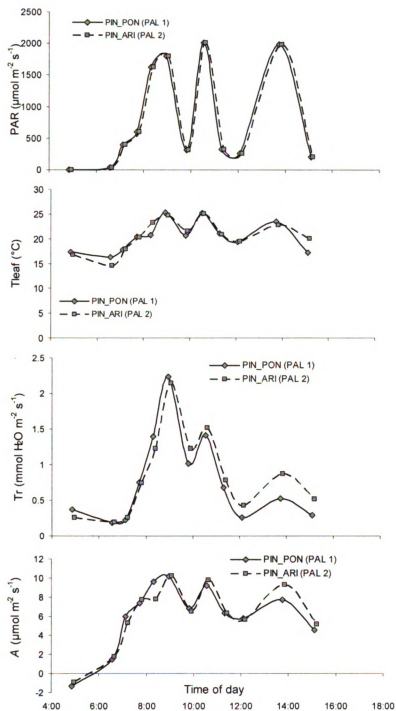 PAR (µmol m⁻² s⁻¹)
2500
2000
1500
1000
500
0
PIN_PON (PAL 1)
PIN_ARI (PAL 2)
Tleaf (°C)
30
25
20
15
10
5
0
PIN_PON (PAL 1)
PIN_ARI (PAL 2)
Tr (mmol H₂O m⁻² s⁻¹)
2.5
2
1.5
1
0.5
0
PIN_PON (PAL 1)
PIN_ARI (PAL 2)
A (µmol m⁻² s⁻¹)
12
10
8
6
4
2
0
-2
PIN_PON (PAL 1)
PIN_ARI (PAL 2)
Time of day
4:00 6:00 8:00 10:00 12:00 14:00 16:00 18:00